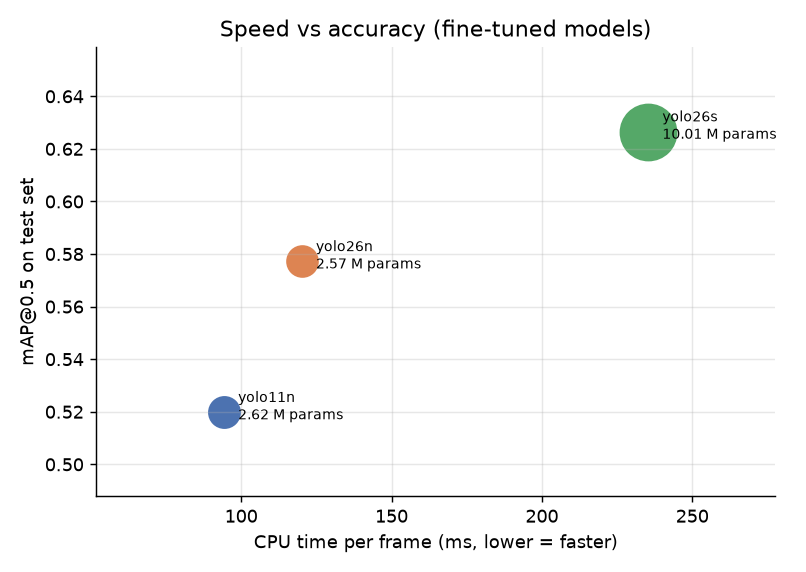 Speed vs accuracy (fine-tuned models)
mAP@0.5 on test set
0.64
0.62
0.60
0.58
0.56
0.54
0.52
0.50
yolo26s
10.01 M params
yolo26n
2.57 M params
yolo11n
2.62 M params
100
150
200
250
CPU time per frame (ms, lower = faster)